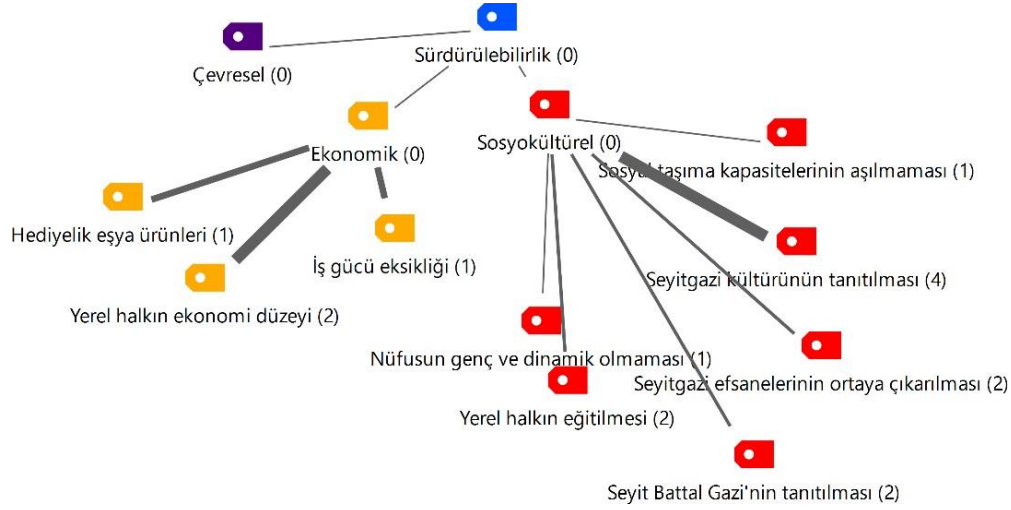 Sürdürülebilirlik (0)
Çevresel (0)
Ekonomik (0)
Sosyokültürel (0)
Sosyal taşıma kapasitelerinin aşılmaması (1)
Hediyelik eşya ürünleri (1)
İş gücü eksikliği (1)
Seyitgazi kültürünün tanıtılması (4)
Yerel halkın ekonomi düzeyi (2)
Nüfusun genç ve dinamik olmaması (1)
Seyitgazi efsanelerinin ortaya çıkarılması (2)
Yerel halkın eğitilmesi (2)
Seyit Battal Gazi'nin tanıtılması (2)